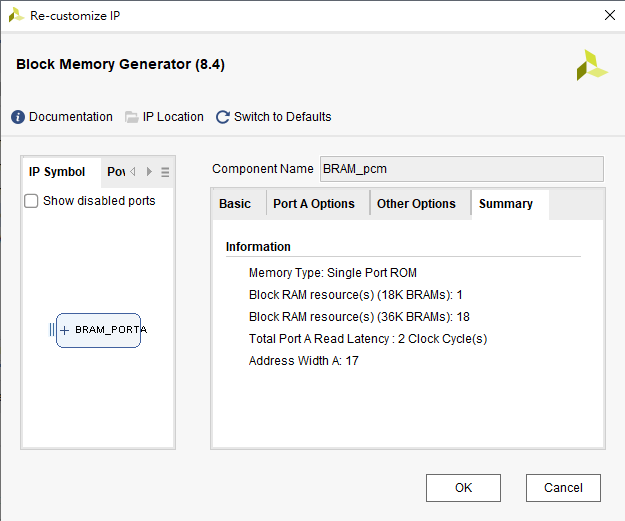 Re-customize IP
Block Memory Generator (8.4)
Documentation IP Location Switch to Defaults
IP Symbol Pov
Show disabled ports
BRAM_PORTA
Component Name BRAM_pcm
Basic Port A Options Other Options Summary
Information
Memory Type: Single Port ROM
Block RAM resource(s) (18K BRAMs): 1
Block RAM resource(s) (36K BRAMs): 18
Total Port A Read Latency : 2 Clock Cycle(s)
Address Width A: 17
OK Cancel